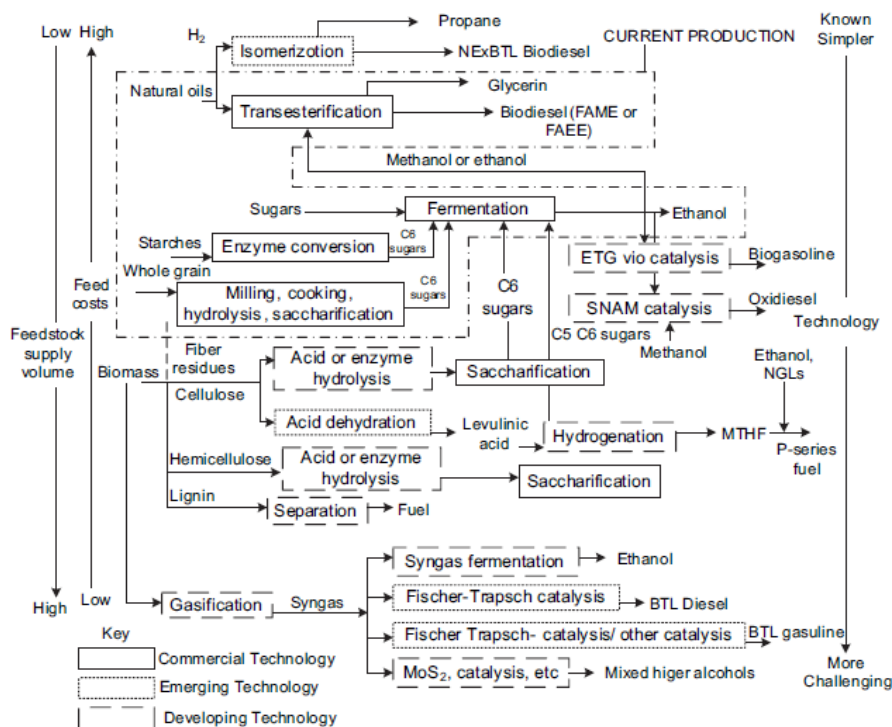 Low High
H2
Propane
Known
Simpler
Isomerizotion
NExBTL Biodiesel
CURRENT PRODUCTION
Natural oils
Glycerin
Transesterification
Biodiesel (FAME or
FAEE)
Methanol or ethanol
Sugars
Fermentation
Ethanol
Starches
Enzyme conversion
C6
sugars
ETG vio catalysis
Biogasoline
Whole grain
Feed
costs
Milling, cooking,
hydrolysis, saccharification
C6
sugars
C6
sugars
SNAM catalysis
Oxidiesel
Technology
Feedstock
supply
volume
C5 C6 sugars
Methanol
Ethanol,
NGLs
Biomass
Fiber
residues
Cellulose
Acid or enzyme
hydrolysis
Saccharification
Acid dehydration
Levulinic
acid
Hydrogenation
MTHF
P-series
fuel
Hemicellulose
Acid or enzyme
hydrolysis
Saccharification
Lignin
Separation
Fuel
Syngas fermentation
Ethanol
High
Low
Gasification
Syngas
Fischer-Trapsch catalysis
BTL Diesel
Fischer Trapsch- catalysis/ other catalysis
BTL gasuline
MoS2, catalysis, etc
Mixed higer alcohols
More
Challenging
Key
Commercial Technology
Emerging Technology
Developing Technology